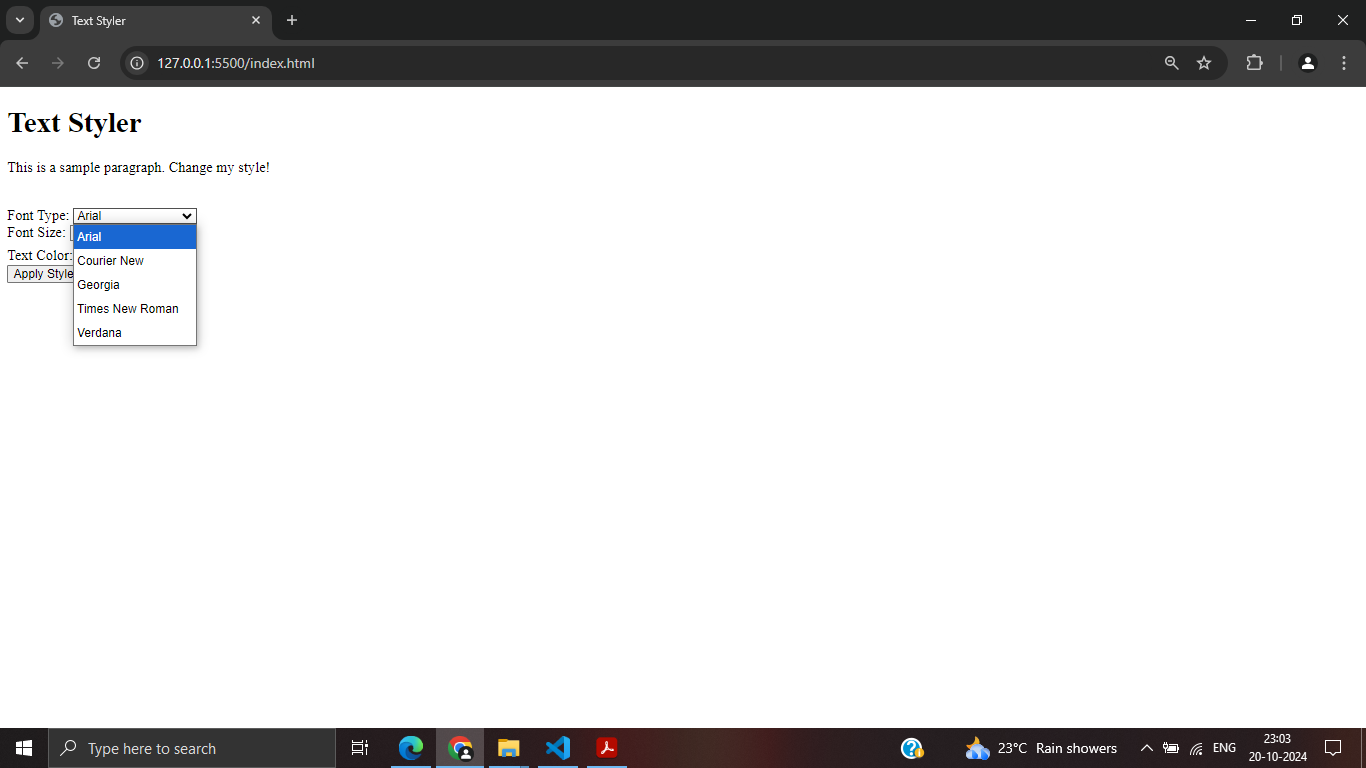 Text Styler
127.0.0.1:5500/index.html
Text Styler
This is a sample paragraph. Change my style!
Font Type: Arial
Font Size:
Arial
Text Color:
Courier New
Apply Style
Georgia
Times New Roman
Verdana
Type here to search
23°C Rain showers
ENG
23:03
20-10-2024